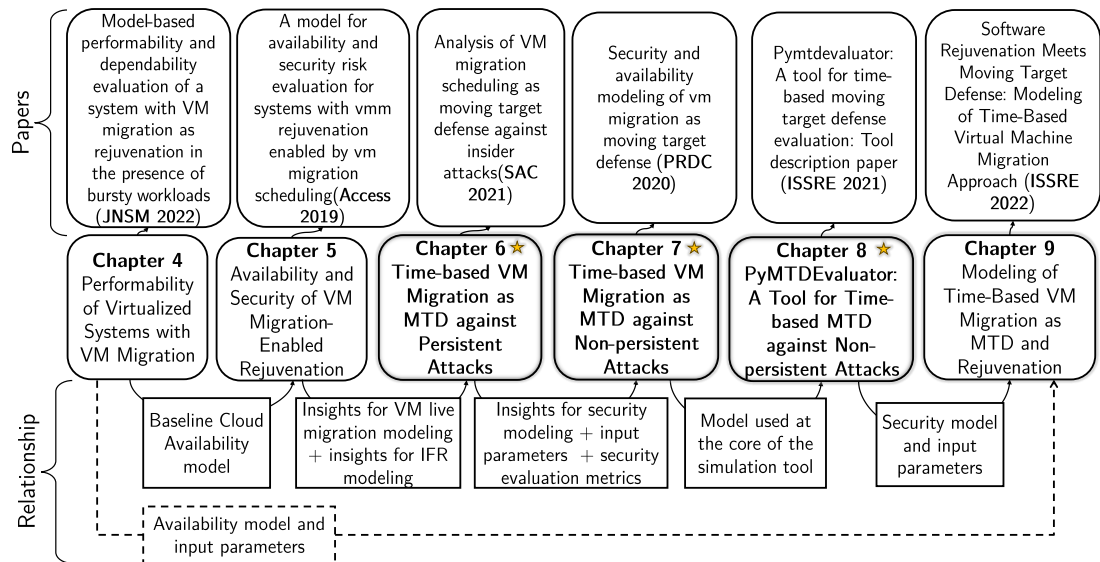 Papers
Model-based
performability and
dependability
evaluation of a
system with VM
migration as
rejuvenation in
the presence of
bursty workloads
(JNSM 2022)
A model for
availability and
security risk
evaluation for
systems with vmm
rejuvenation
enabled by vm
migration
scheduling(Access
2019)
Analysis of VM
migration
scheduling as
moving target
defense against
insider
attacks(SAC
2021)
Security and
availability
modeling of vm
migration as
moving target
defense (PRDC
2020)
Pymtdevaluator:
A tool for time-
based moving
target defense
evaluation: Tool
description paper
(ISSRE 2021)
Software
Rejuvenation Meets
Moving Target
Defense: Modeling
of Time-Based
Virtual Machine
Migration
Approach (ISSRE
2022)
Chapter 4
Performability
of Virtualized
Systems with
VM Migration
Chapter 5
Availability and
Security of VM
Migration-
Enabled
Rejuvenation
Chapter 6
Time-based VM
Migration as
MTD against
Persistent
Attacks
Chapter 7
Time-based VM
Migration as
MTD against
Non-persistent
Attacks
Chapter 8
PyMTDEvaluator:
A Tool for Time-
based MTD
against Non-
persistent Attacks
Chapter 9
Modeling of
Time-Based VM
Migration as
MTD and
Rejuvenation
Relationship
Baseline Cloud
Availability
model
Insights for VM live
migration modeling
+ insights for IFR
modeling
Insights for security
modeling + input
parameters + security
evaluation metrics
Model used at
the core of the
simulation tool
Security model
and input
parameters
Availability model and
input parameters